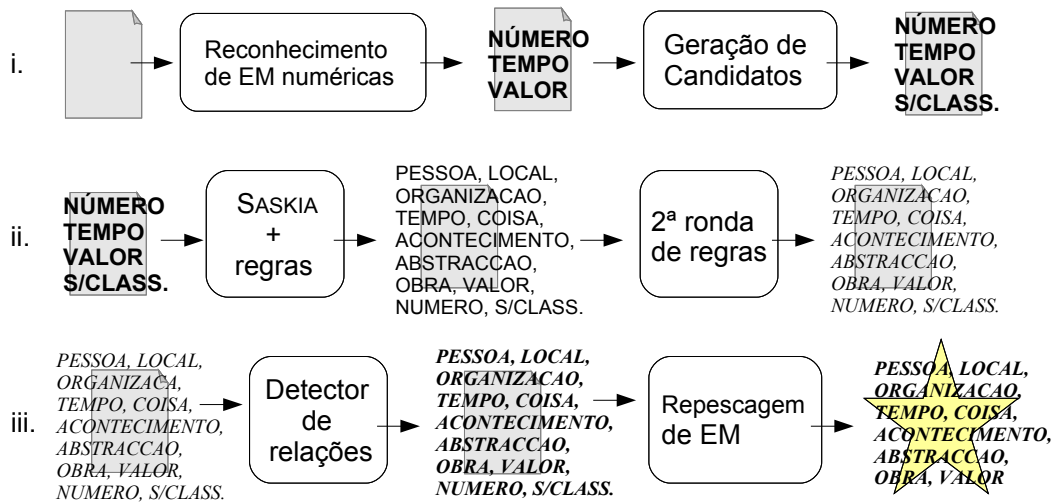 i.
Reconhecimento
de EM numéricas
NÚMERO
TEMPO
VALOR
Geração de
Candidatos
NÚMERO
TEMPO
VALOR
S/CLASS.
ii.
NÚMERO
TEMPO
VALOR
S/CLASS.
SASKIA
+
regras
PESSOA, LOCAL,
ORGANIZACAO,
TEMPO, COISA,
ACONTECIMENTO,
ABSTRACCAO,
OBRA, VALOR,
NUMERO, S/CLASS.
2ª ronda
de regras
PESSOA, LOCAL,
ORGANIZACAO,
TEMPO, COISA,
ACONTECIMENTO,
ABSTRACCAO,
OBRA, VALOR,
NUMERO, S/CLASS.
iii.
PESSOA, LOCAL,
ORGANIZACA,
TEMPO, COISA,
ACONTECIMENTO,
ABSTRACCAO,
OBRA, VALOR,
NUMERO, S/CLASS.
Detector
de
relações
PESSOA, LOCAL,
ORGANIZACAO,
TEMPO, COISA,
ACONTECIMENTO,
ABSTRACCAO,
OBRA, VALOR,
NUMERO, S/CLASS.
Repescagem
de EM
PESSOA, LOCAL,
ORGANIZACAO,
TEMPO, COISA,
ACONTECIMENTO,
ABSTRACCAO,
OBRA, VALOR